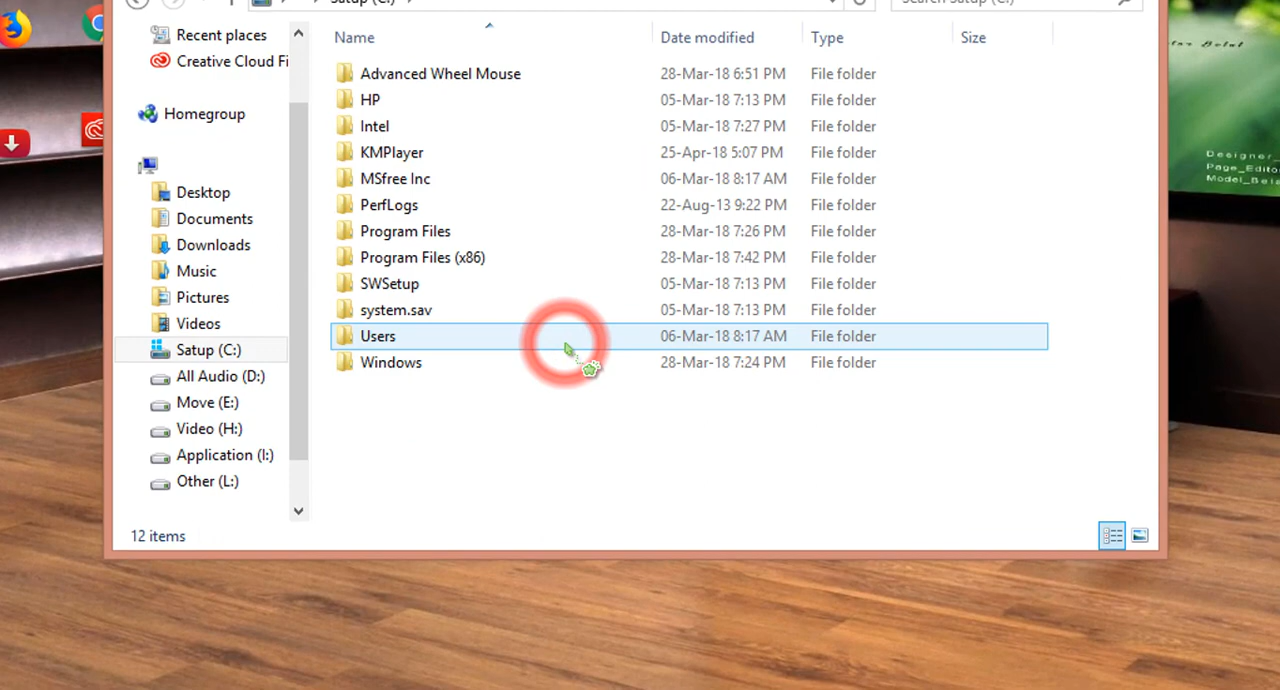 Satup (C:)
Search Satup (C:)
Recent places
Creative Cloud Fi
Homegroup
Desktop
Documents
Downloads
Music
Pictures
Videos
Satup (C:)
All Audio (D:)
Move (E:)
Video (H:)
Application (I:)
Other (L:)
Name Date modified Type Size
Advanced Wheel Mouse 28-Mar-18 6:51 PM File folder
HP 05-Mar-18 7:13 PM File folder
Intel 05-Mar-18 7:27 PM File folder
KMPlayer 25-Apr-18 5:07 PM File folder
MSfree Inc 06-Mar-18 8:17 AM File folder
PerfLogs 22-Aug-13 9:22 PM File folder
Program Files 28-Mar-18 7:26 PM File folder
Program Files (x86) 28-Mar-18 7:42 PM File folder
SWSetup 05-Mar-18 7:13 PM File folder
system.sav 05-Mar-18 7:13 PM File folder
Users 06-Mar-18 8:17 AM File folder
Windows 28-Mar-18 7:24 PM File folder
12 items
Designer_
Page_Edito
Model_Bela